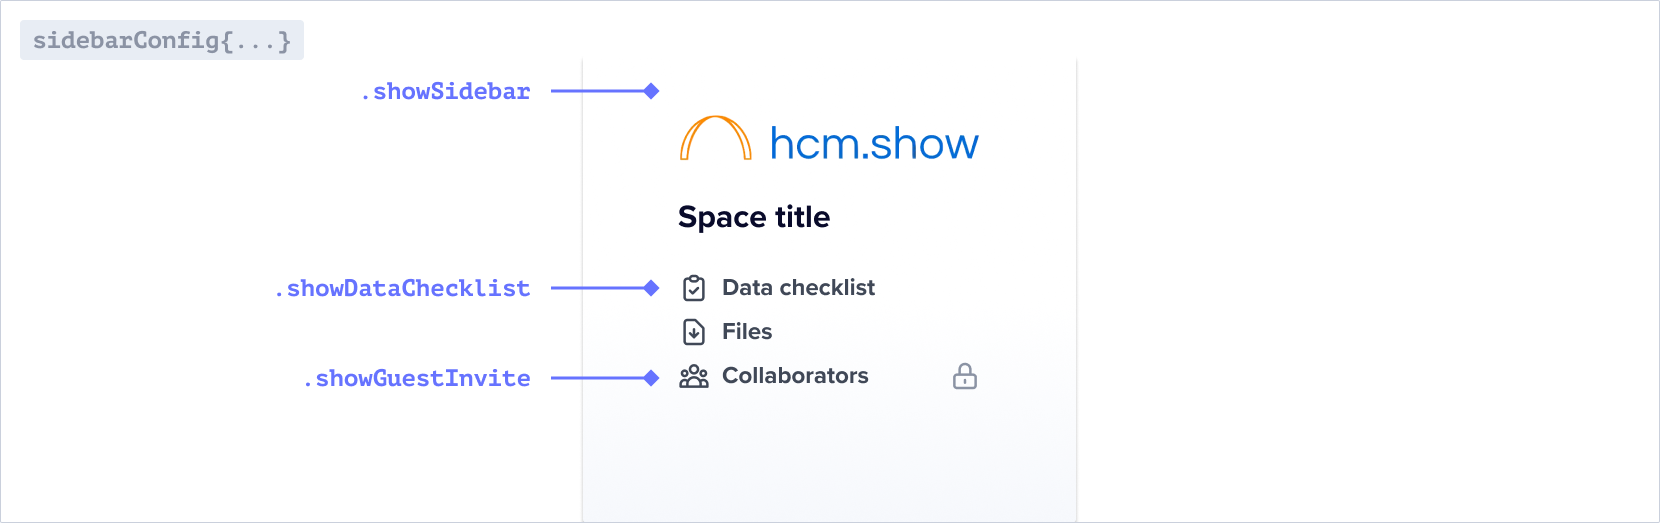 sidebarConfig{...}
.showSidebar
hcm.show
Space title
.showDataChecklist
Data checklist
Files
.showGuestInvite
Collaborators